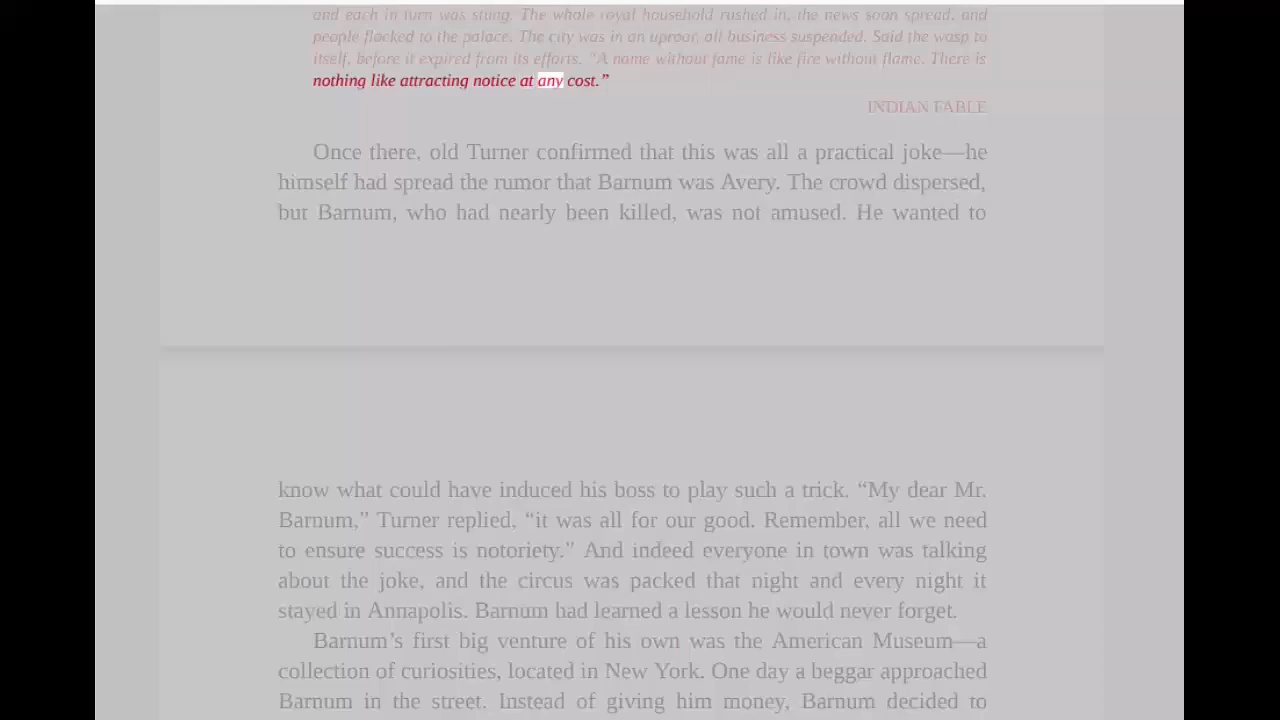 and each in turn was stung. The whole royal household rushed in, the news soon spread, and
people flocked to the palace. The city was in an uproar, all business suspended. Said the wasp to
itself, before it expired from its efforts. “A name without fame is like fire without flame. There is
nothing like attracting notice at any cost.”
INDIAN FABLE
Once there, old Turner confirmed that this was all a practical joke—he
himself had spread the rumor that Barnum was Avery. The crowd dispersed,
but Barnum, who had nearly been killed, was not amused. He wanted to
know what could have induced his boss to play such a trick. “My dear Mr.
Barnum,” Turner replied, “it was all for our good. Remember, all we need
to ensure success is notoriety.” And indeed everyone in town was talking
about the joke, and the circus was packed that night and every night it
stayed in Annapolis. Barnum had learned a lesson he would never forget.
Barnum’s first big venture of his own was the American Museum—a
collection of curiosities, located in New York. One day a beggar approached
Barnum in the street. Instead of giving him money, Barnum decided to